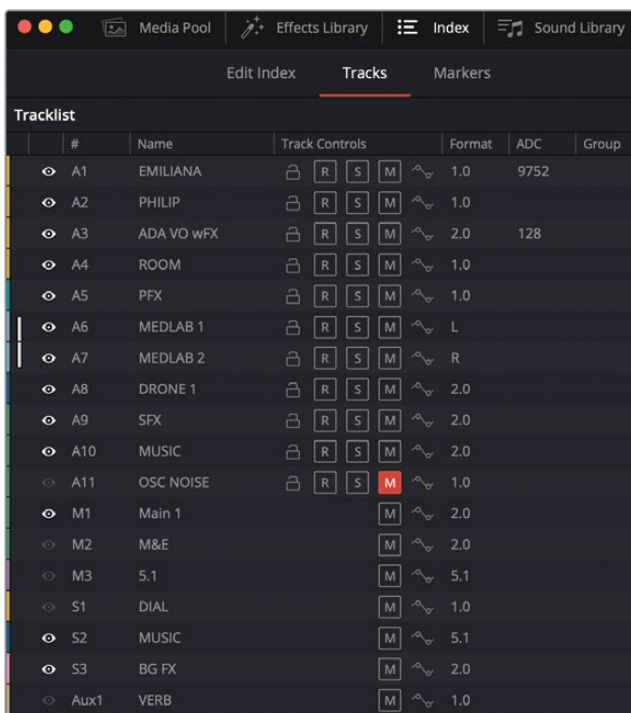 Media Pool Effects Library Index Sound Library
Edit Index Tracks Markers
Tracklist
# Name Track Controls Format ADC Group
A1 EMILIANA R S M 1.0 9752
A2 PHILIP R S M 1.0
A3 ADA VO wFX R S M 2.0 128
A4 ROOM R S M 1.0
A5 PFX R S M 1.0
A6 MEDLAB 1 R S M L
A7 MEDLAB 2 R S M R
A8 DRONE 1 R S M 2.0
A9 SFX R S M 2.0
A10 MUSIC R S M 2.0
A11 OSC NOISE R S M 1.0
M1 Main 1 M 2.0
M2 M&E M 2.0
M3 5.1 M 5.1
S1 DIAL M 1.0
S2 MUSIC M 5.1
S3 BG FX M 2.0
Aux1 VERB M 1.0